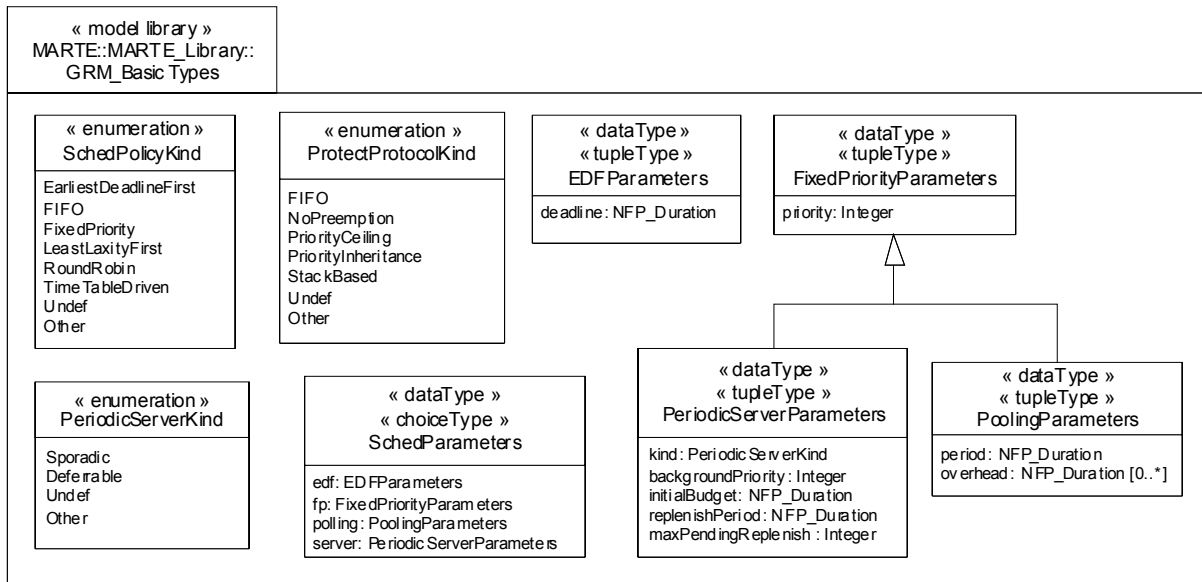 « model library »
MARTE::MARTE_Library::
GRM_Basic Types
« enumeration »
SchedPolicyKind
EarliestDeadlineFirst
FIFO
FixedPriority
LeastLaxityFirst
RoundRobin
TimeTableDriven
Undef
Other
« enumeration »
ProtectProtocolKind
FIFO
NoPreemption
PriorityCeiling
PriorityInheritance
StackBased
Undef
Other
« dataType »
« tupleType »
EDFParameters
deadline: NFP_Duration
« dataType »
« tupleType »
FixedPriorityParameters
priority: Integer
« enumeration »
PeriodicServerKind
Sporadic
Deferrable
Undef
Other
« dataType »
« choiceType »
SchedParameters
edf: EDFParameters
fp: FixedPriorityParameters
polling: PoolingParameters
server: PeriodicServerParameters
« dataType »
« tupleType »
PeriodicServerParameters
kind: PeriodicServerKind
backgroundPriority: Integer
initialBudget: NFP_Duration
replenishPeriod: NFP_Duration
maxPendingReplenish : Integer
« dataType »
« tupleType »
PoolingParameters
period: NFP_Duration
overhead: NFP_Duration [0..*]